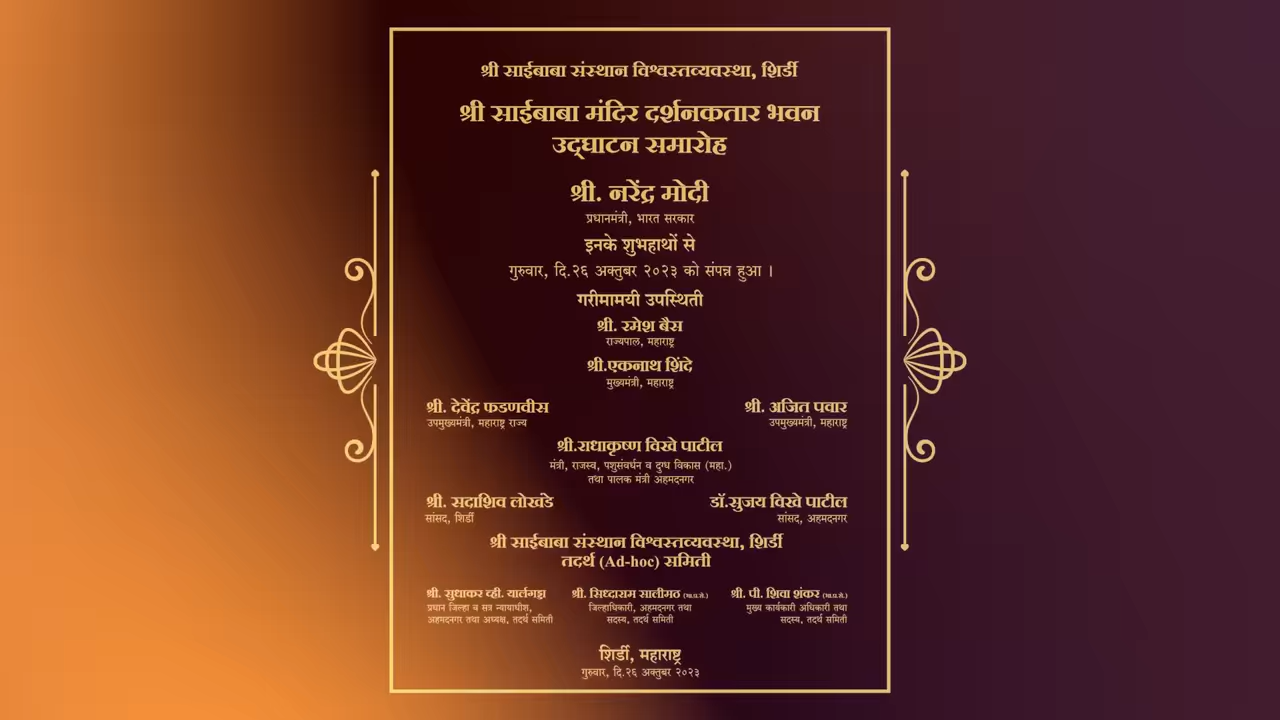 श्री साईबाबा संस्थान विश्वस्तव्यवस्था, शिर्डी
श्री साईबाबा मंदिर दर्शनकतार भवन
उद्घाटन समारोह
श्री. नरेंद्र मोदी
प्रधानमंत्री, भारत सरकार
इनके शुभहाथों से
गुरुवार, दि.२६ अक्तुबर २०२३ को संपन्न हुआ ।
गरीमामयी उपस्थिती
श्री. रमेश बैस
राज्यपाल, महाराष्ट्र
श्री.एकनाथ शिंदे
मुख्यमंत्री, महाराष्ट्र
श्री. देवेंद्र फडणवीस श्री. अजित पवार
उपमुख्यमंत्री, महाराष्ट्र राज्य उपमुख्यमंत्री, महाराष्ट्र
श्री.राधाकृष्ण विखे पाटील
मंत्री, राजस्व, पशुसंवर्धन व दुग्ध विकास (महा.)
तथा पालक मंत्री अहमदनगर
श्री. सदाशिव लोखंडे डॉ.सुजय विखे पाटील
सांसद, शिर्डी सांसद, अहमदनगर
श्री साईबाबा संस्थान विश्वस्तव्यवस्था, शिर्डी
तदर्थ (Ad-hoc) समिती
श्री. सुधाकर व्ही. यार्लगड्डा श्री. सिध्दाराम सालीमठ (भा.प्र.से.) श्री. पी. शिवा शंकर (भा.प्र.से.)
प्रधान जिल्हा व सत्र न्यायाधीश, जिल्हाधिकारी, अहमदनगर तथा मुख्य कार्यकारी अधिकारी तथा
अहमदनगर तथा अध्यक्ष, तदर्थ समिती सदस्य, तदर्थ समिती सदस्य, तदर्थ समिती
शिर्डी, महाराष्ट्र
गुरुवार, दि.२६ अक्तुबर २०२३